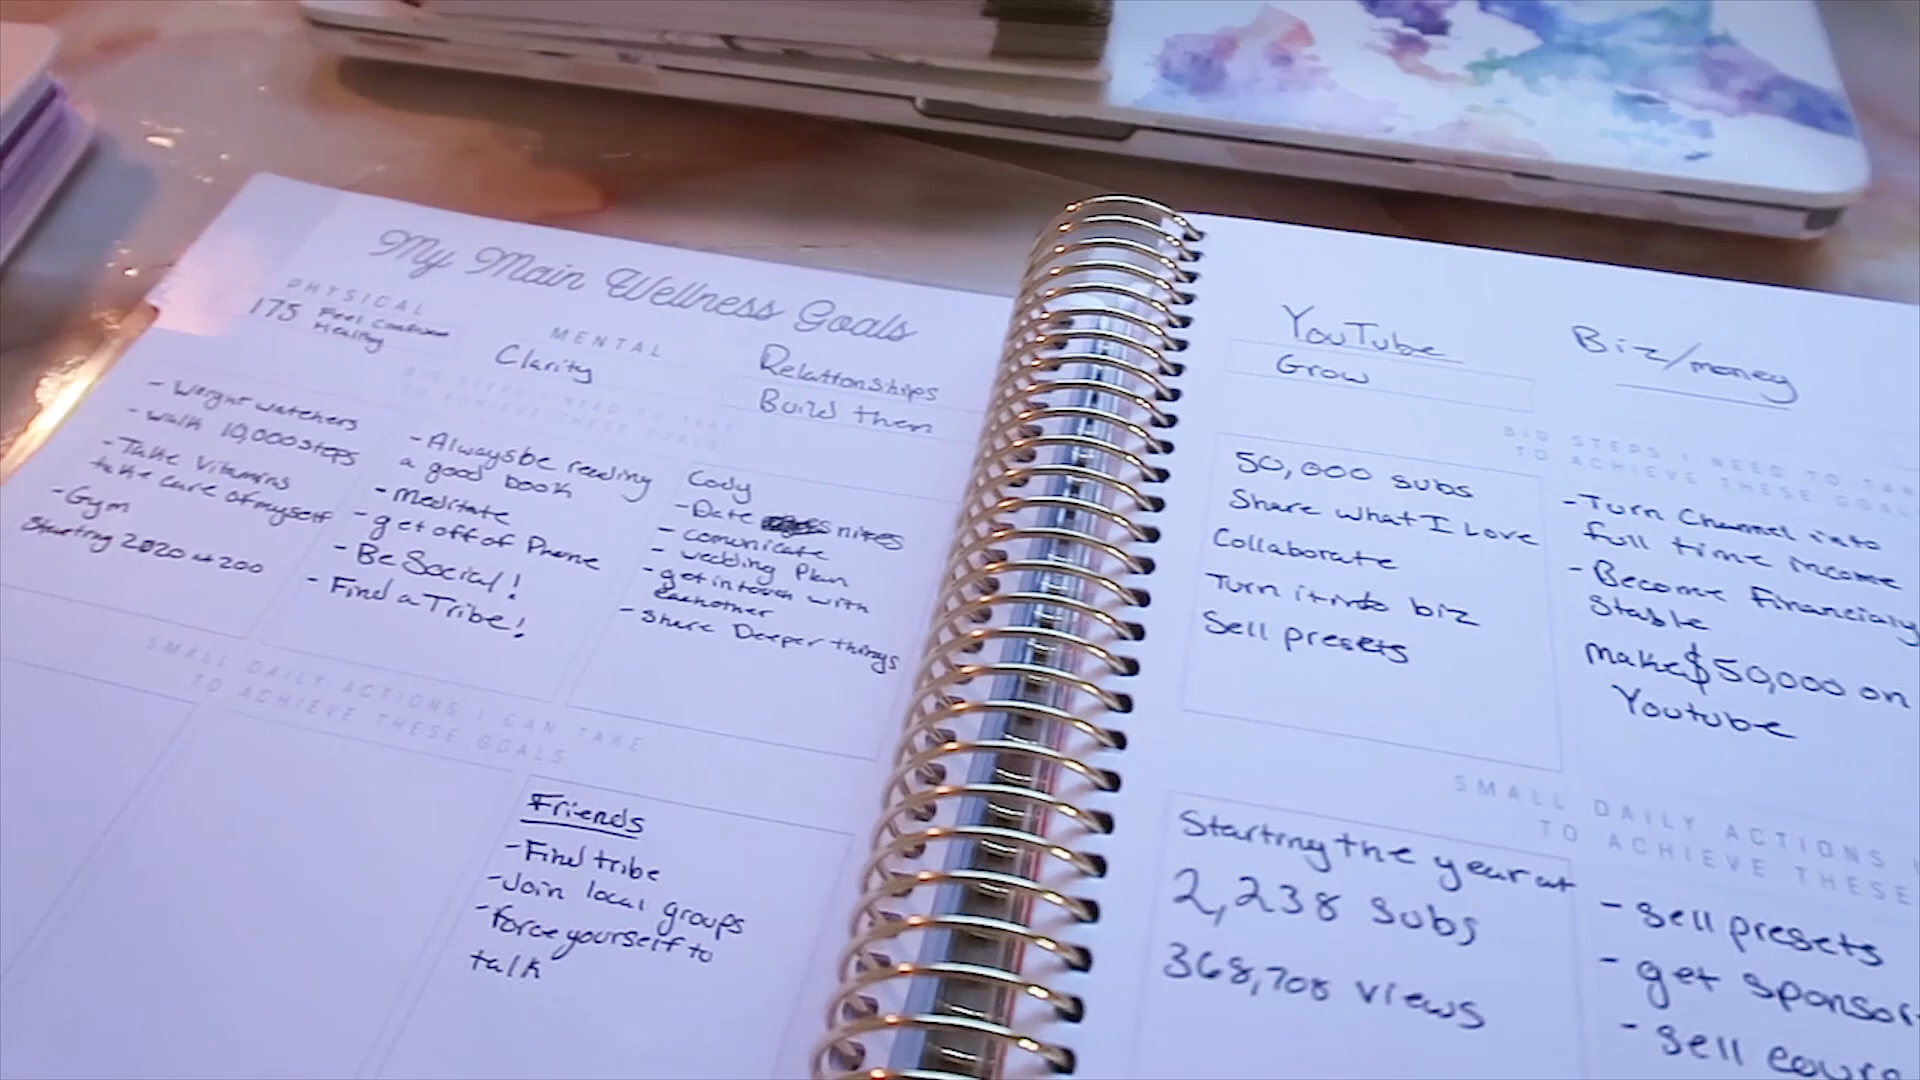 My Main Wellness Goals
PHYSICAL
175 Feel Confident
Healthy
- Weight watchers
- walk 10,000 steps
- Take Vitamins
take care of myself
- Gym
Starting 2020 at 200
MENTAL
Clarity
BIG STEPS I NEED TO TAKE
TO ACHIEVE THESE GOALS
- Always be reading
a good book
- meditate
- get off of Phone
- Be Social!
- Find a Tribe!
Relationships
Build them
Cody
- Date nites
- comunicate
- wedding Plan
- get in touch with
eachother
- Share Deeper things
SMALL DAILY ACTIONS I CAN TAKE
TO ACHIEVE THESE GOALS
Friends
- Find tribe
- Join local groups
- force yourself to
talk
YouTube
Grow
50,000 subs
Share what I Love
Collaborate
Turn it into biz
Sell presets
Biz/money
BIG STEPS I NEED TO TAK
TO ACHIEVE THESE GOAL
- Turn Channel into
full time income
- Become Financialy
Stable
make $50,000 on
Youtube
SMALL DAILY ACTIONS I
TO ACHIEVE THESE
Starting the year at
2,238 subs
368,708 views
- sell presets
- get sponsor
- sell cours